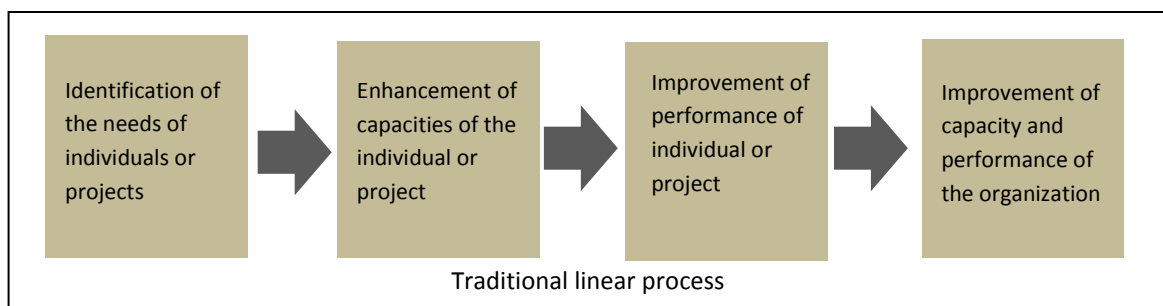 Identification of
the needs of
individuals or
projects
Enhancement of
capacities of the
individual or
project
Improvement of
performance of
individual or
project
Improvement of
capacity and
performance of
the organization
Traditional linear process